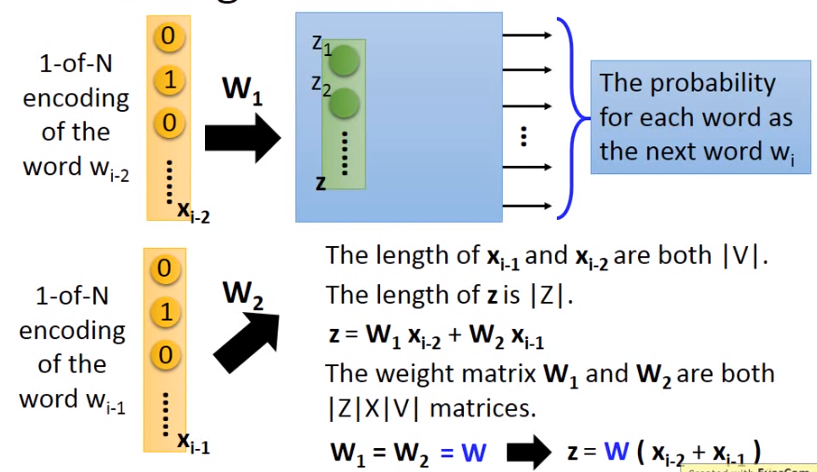 1-of-N
encoding
of the
word wi-2
0
1
0
......
xi-2
W1
z1
z2
......
z
The probability
for each word as
the next word wi
1-of-N
encoding
of the
word wi-1
0
1
0
......
xi-1
W2
The length of xi-1 and xi-2 are both |V|.
The length of z is |Z|.
z = W1 xi-2 + W2 xi-1
The weight matrix W1 and W2 are both
|Z|X|V| matrices.
W1 = W2 = W z = W ( xi-2 + xi-1 )